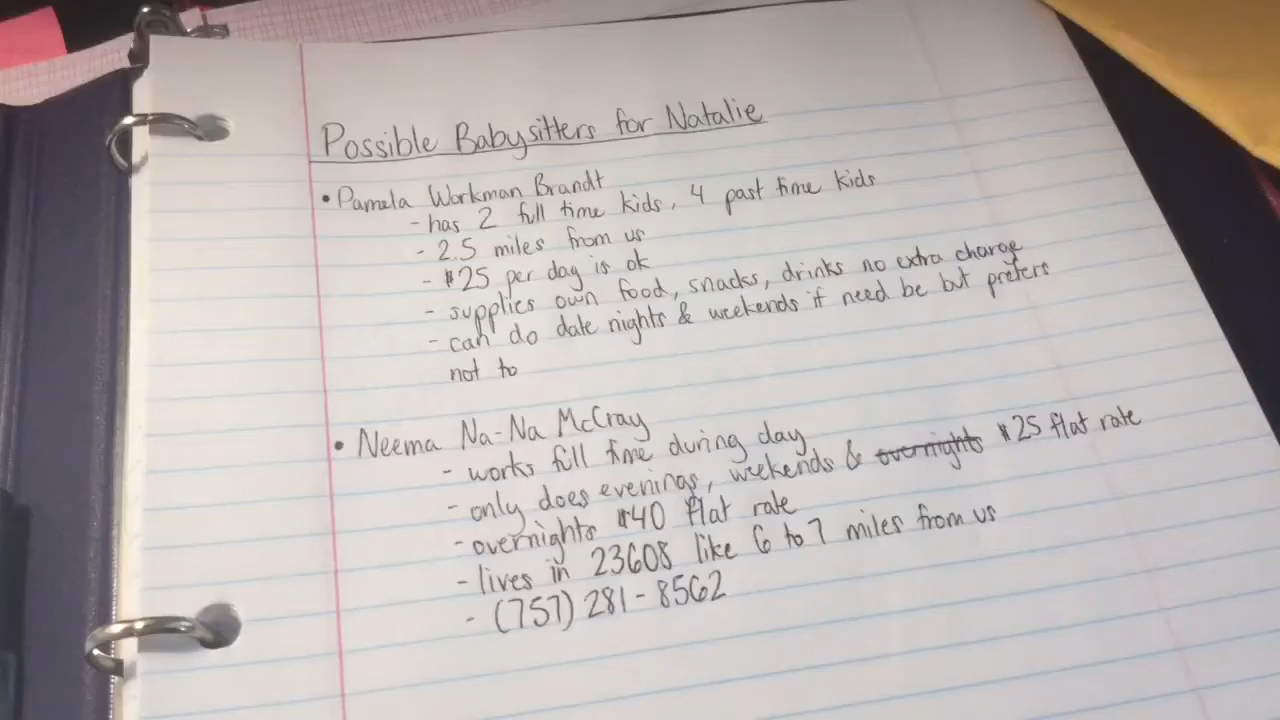 Possible Babysitters for Natalie
• Pamela Workman Brandt
- has 2 full time kids, 4 past time kids
- 2.5 miles from us
- $25 per day is ok
- supplies own food, snacks, drinks no extra charge
- can do date nights & weekends if need be but prefers
not to
• Neema Na-Na McCray
- works full time during day
- only does evenings, weekends & overnights $25 flat rate
- overnights $40 flat rate
- lives in 23608 like 6 to 7 miles from us
- (757) 281-8562